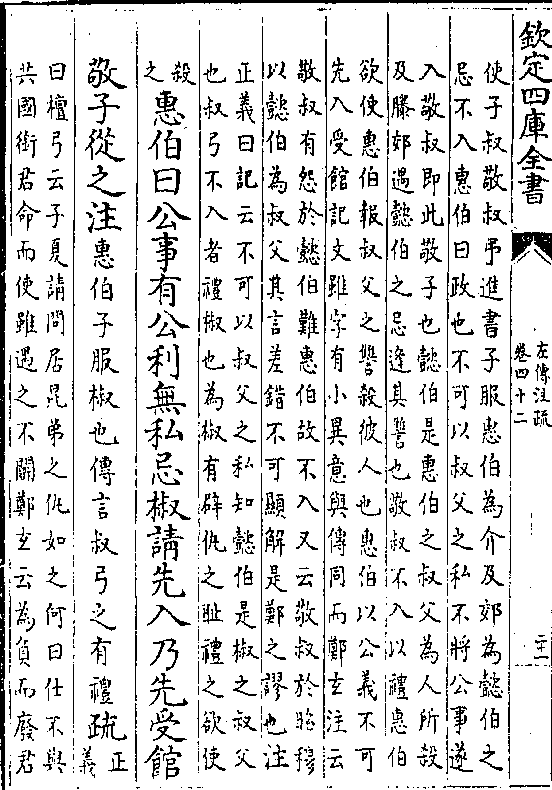 欽定四庫全書
左傳注疏
卷四十二
使子叔敬叔弔進書子服惠伯為介及郊為懿伯之
忌不入惠伯曰政也不可以叔父之私不將公事遂
入敬叔即此敬子也懿伯是惠伯之叔父為人所殺
及滕郊遇懿伯之忌逢其讐也敬叔不入以禮惠伯
欲使惠伯報叔父之讐殺彼人也惠伯以公義不可
先入受館記文雖字有小異意與傳同而鄭玄注云
敬叔有怨於懿伯難惠伯故不入又云敬叔於昭穆
以懿伯為叔父其言差錯不可顯解是鄭之謬也注
正義曰記云不可以叔父之私知懿伯是椒之叔父
也叔弓不入者禮椒也為椒有辟仇之恥禮之欲使
殺
之
惠伯曰公事有公利無私忌椒請先入乃先受館
敬子從之注惠伯子服椒也傳言叔弓之有禮疏正
義
曰檀弓云子夏請問居昆弟之仇如之何曰仕不與
共國銜君命而使雖遇之不鬭鄭玄云為負而廢君